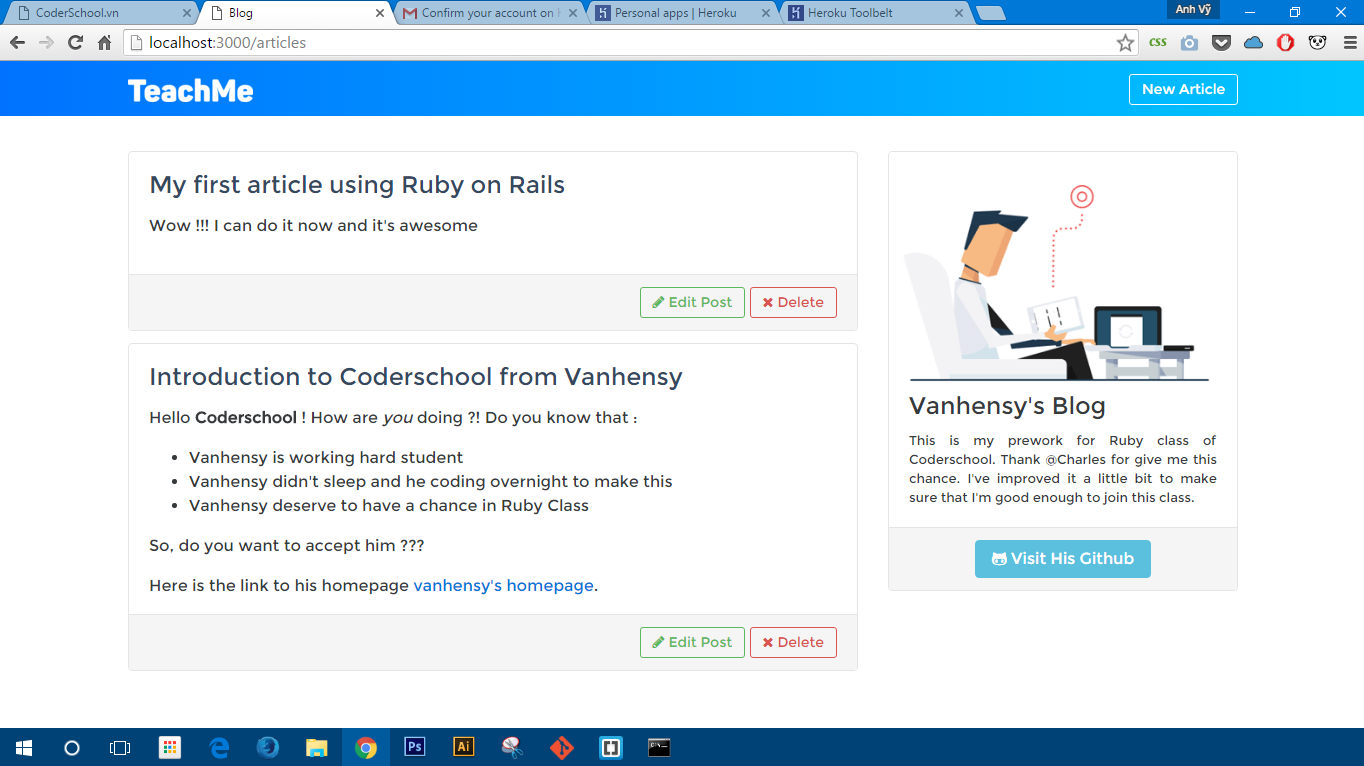 CoderSchool.vn
Blog
Confirm your account on
Personal apps | Heroku
Heroku Toolbelt
Anh Vỹ
localhost:3000/articles
css
TeachMe
New Article
My first article using Ruby on Rails
Wow !!! I can do it now and it's awesome
Edit Post
Delete
Introduction to Coderschool from Vanhensy
Hello Coderschool ! How are you doing ?! Do you know that :
• Vanhensy is working hard student
• Vanhensy didn't sleep and he coding overnight to make this
• Vanhensy deserve to have a chance in Ruby Class
So, do you want to accept him ???
Here is the link to his homepage vanhensy's homepage.
Edit Post
Delete
Vanhensy's Blog
This is my prework for Ruby class of
Coderschool. Thank @Charles for give me this
chance. I've improved it a little bit to make
sure that I'm good enough to join this class.
Visit His Github
Ps
Ai